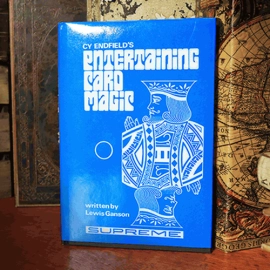 CY ENDFIELD'S
ENTERTAINING
CARD
MAGIC
written by
Lewis Ganson
SUPREME